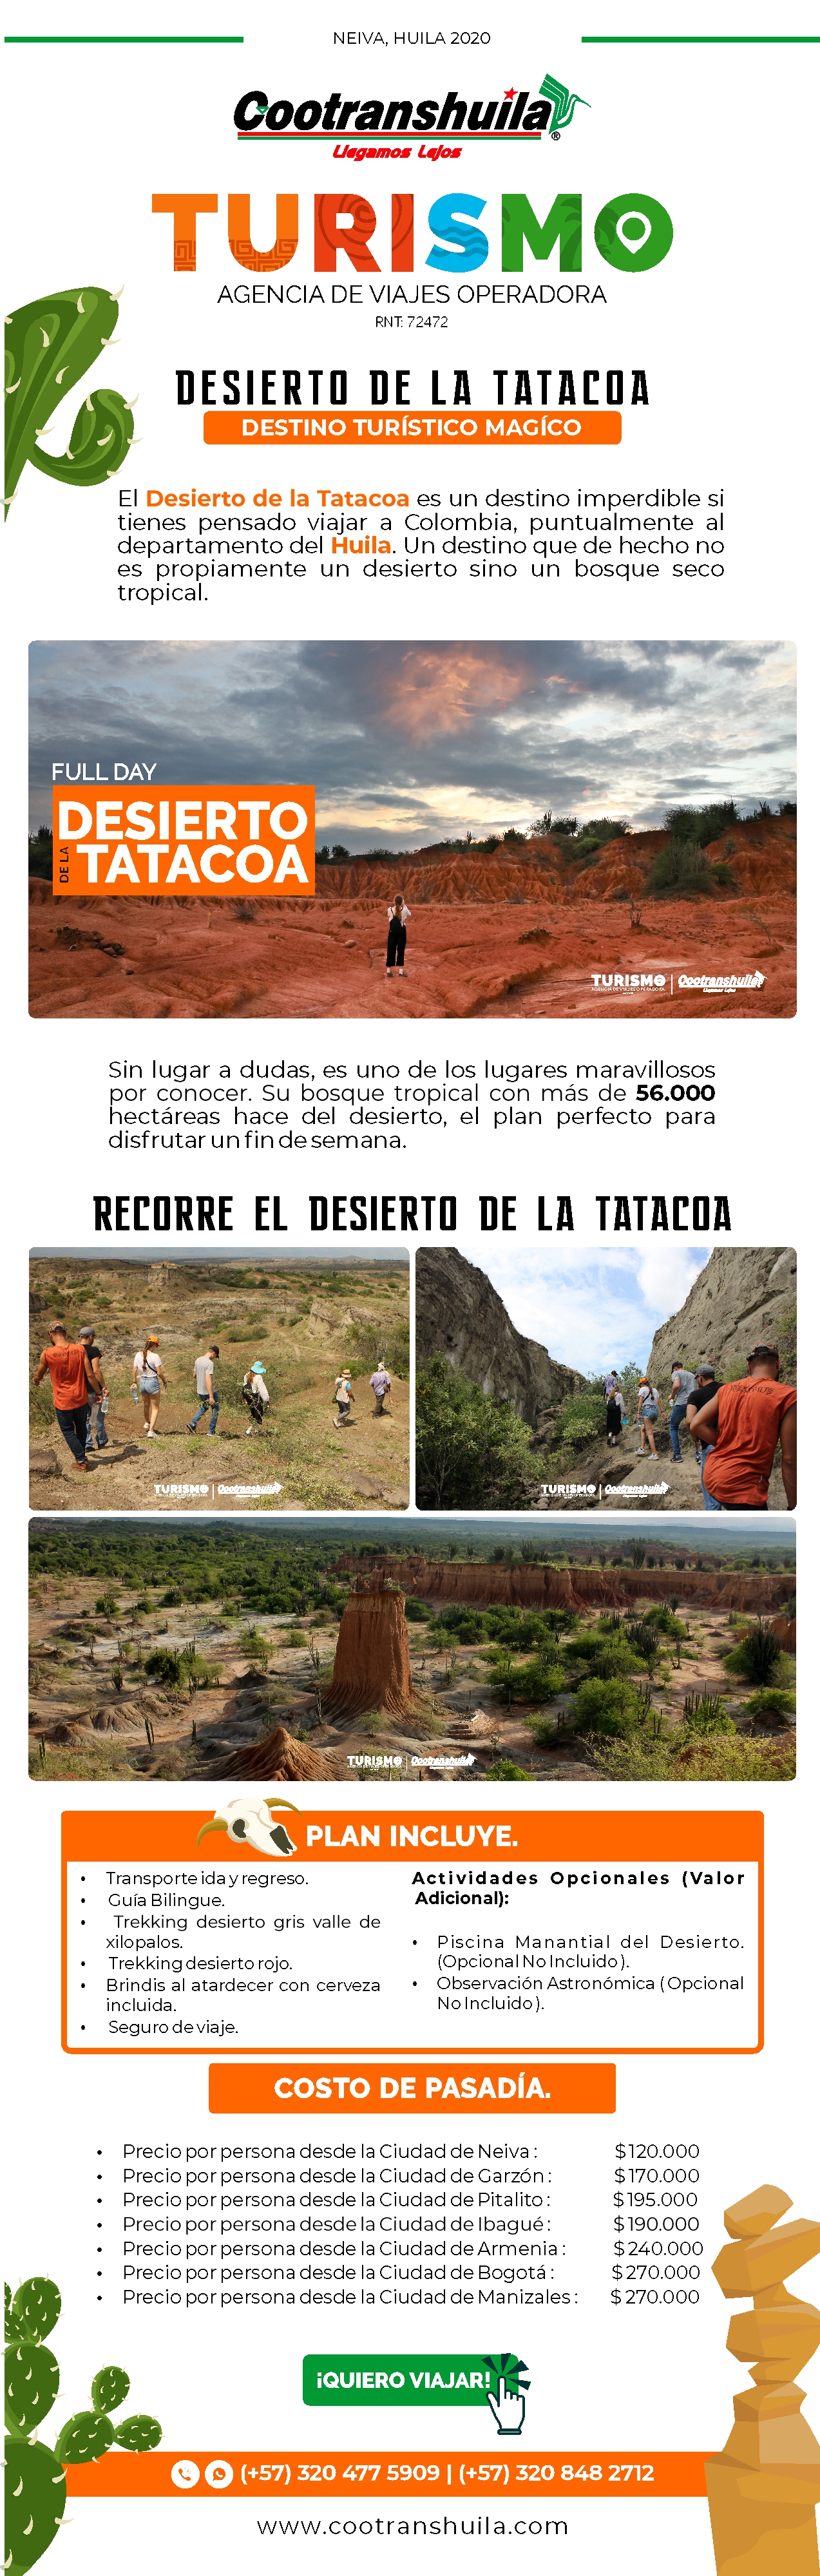 NEIVA, HUILA 2020
Cootranshuila®
Llegamos Lejos
TURISMO
AGENCIA DE VIAJES OPERADORA
RNT: 72472
DESIERTO DE LA TATACOA
DESTINO TURÍSTICO MAGÍCO
El Desierto de la Tatacoa es un destino imperdible si
tienes pensado viajar a Colombia, puntualmente al
departamento del Huila. Un destino que de hecho no
es propiamente un desierto sino un bosque seco
tropical.
FULL DAY
DESIERTO
DE LA TATACOA
TURISMO | Cootranshuila
AGENCIA DE VIAJES OPERADORA Llegamos Lejos
Sin lugar a dudas, es uno de los lugares maravillosos
por conocer. Su bosque tropical con más de 56.000
hectáreas hace del desierto, el plan perfecto para
disfrutar un fin de semana.
RECORRE EL DESIERTO DE LA TATACOA
TURISMO | Cootranshuila
TURISMO | Cootranshuila
TURISMO | Cootranshuila
PLAN INCLUYE.
• Transporte ida y regreso.
• Guía Bilingue.
• Trekking desierto gris valle de
xilopalos.
• Trekking desierto rojo.
• Brindis al atardecer con cerveza
incluida.
• Seguro de viaje.
Actividades Opcionales (Valor
Adicional):
• Piscina Manantial del Desierto.
(Opcional No Incluido ).
• Observación Astronómica ( Opcional
No Incluido ).
COSTO DE PASADÍA.
• Precio por persona desde la Ciudad de Neiva : $ 120.000
• Precio por persona desde la Ciudad de Garzón : $ 170.000
• Precio por persona desde la Ciudad de Pitalito : $ 195.000
• Precio por persona desde la Ciudad de Ibagué : $ 190.000
• Precio por persona desde la Ciudad de Armenia : $ 240.000
• Precio por persona desde la Ciudad de Bogotá : $ 270.000
• Precio por persona desde la Ciudad de Manizales : $ 270.000
¡QUIERO VIAJAR!
(+57) 320 477 5909 | (+57) 320 848 2712
www.cootranshuila.com